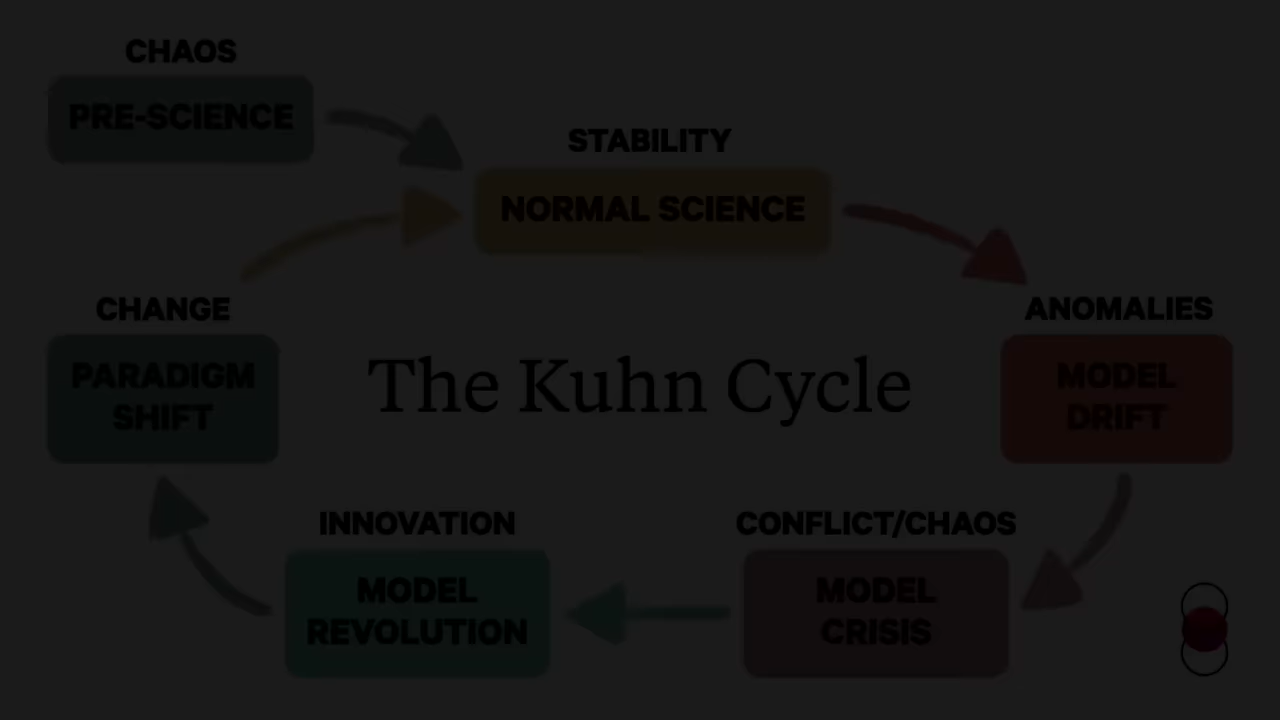 CHAOS
PRE-SCIENCE
STABILITY
NORMAL SCIENCE
CHANGE
PARADIGM
SHIFT
The Kuhn Cycle
ANOMALIES
MODEL
DRIFT
INNOVATION
MODEL
REVOLUTION
CONFLICT/CHAOS
MODEL
CRISIS